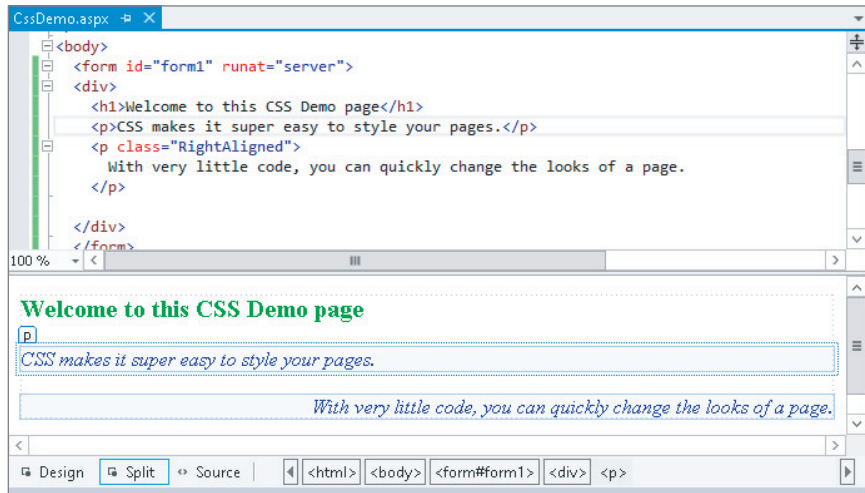 CssDemo.aspx
<body>
<form id="form1" runat="server">
<div>
<h1>Welcome to this CSS Demo page</h1>
<p>CSS makes it super easy to style your pages.</p>
<p class="RightAligned">
With very little code, you can quickly change the looks of a page.
</p>
</div>
</form>
100 %
Welcome to this CSS Demo page
p
CSS makes it super easy to style your pages.
With very little code, you can quickly change the looks of a page.
Design Split Source <html> <body> <form#form1> <div> <p>